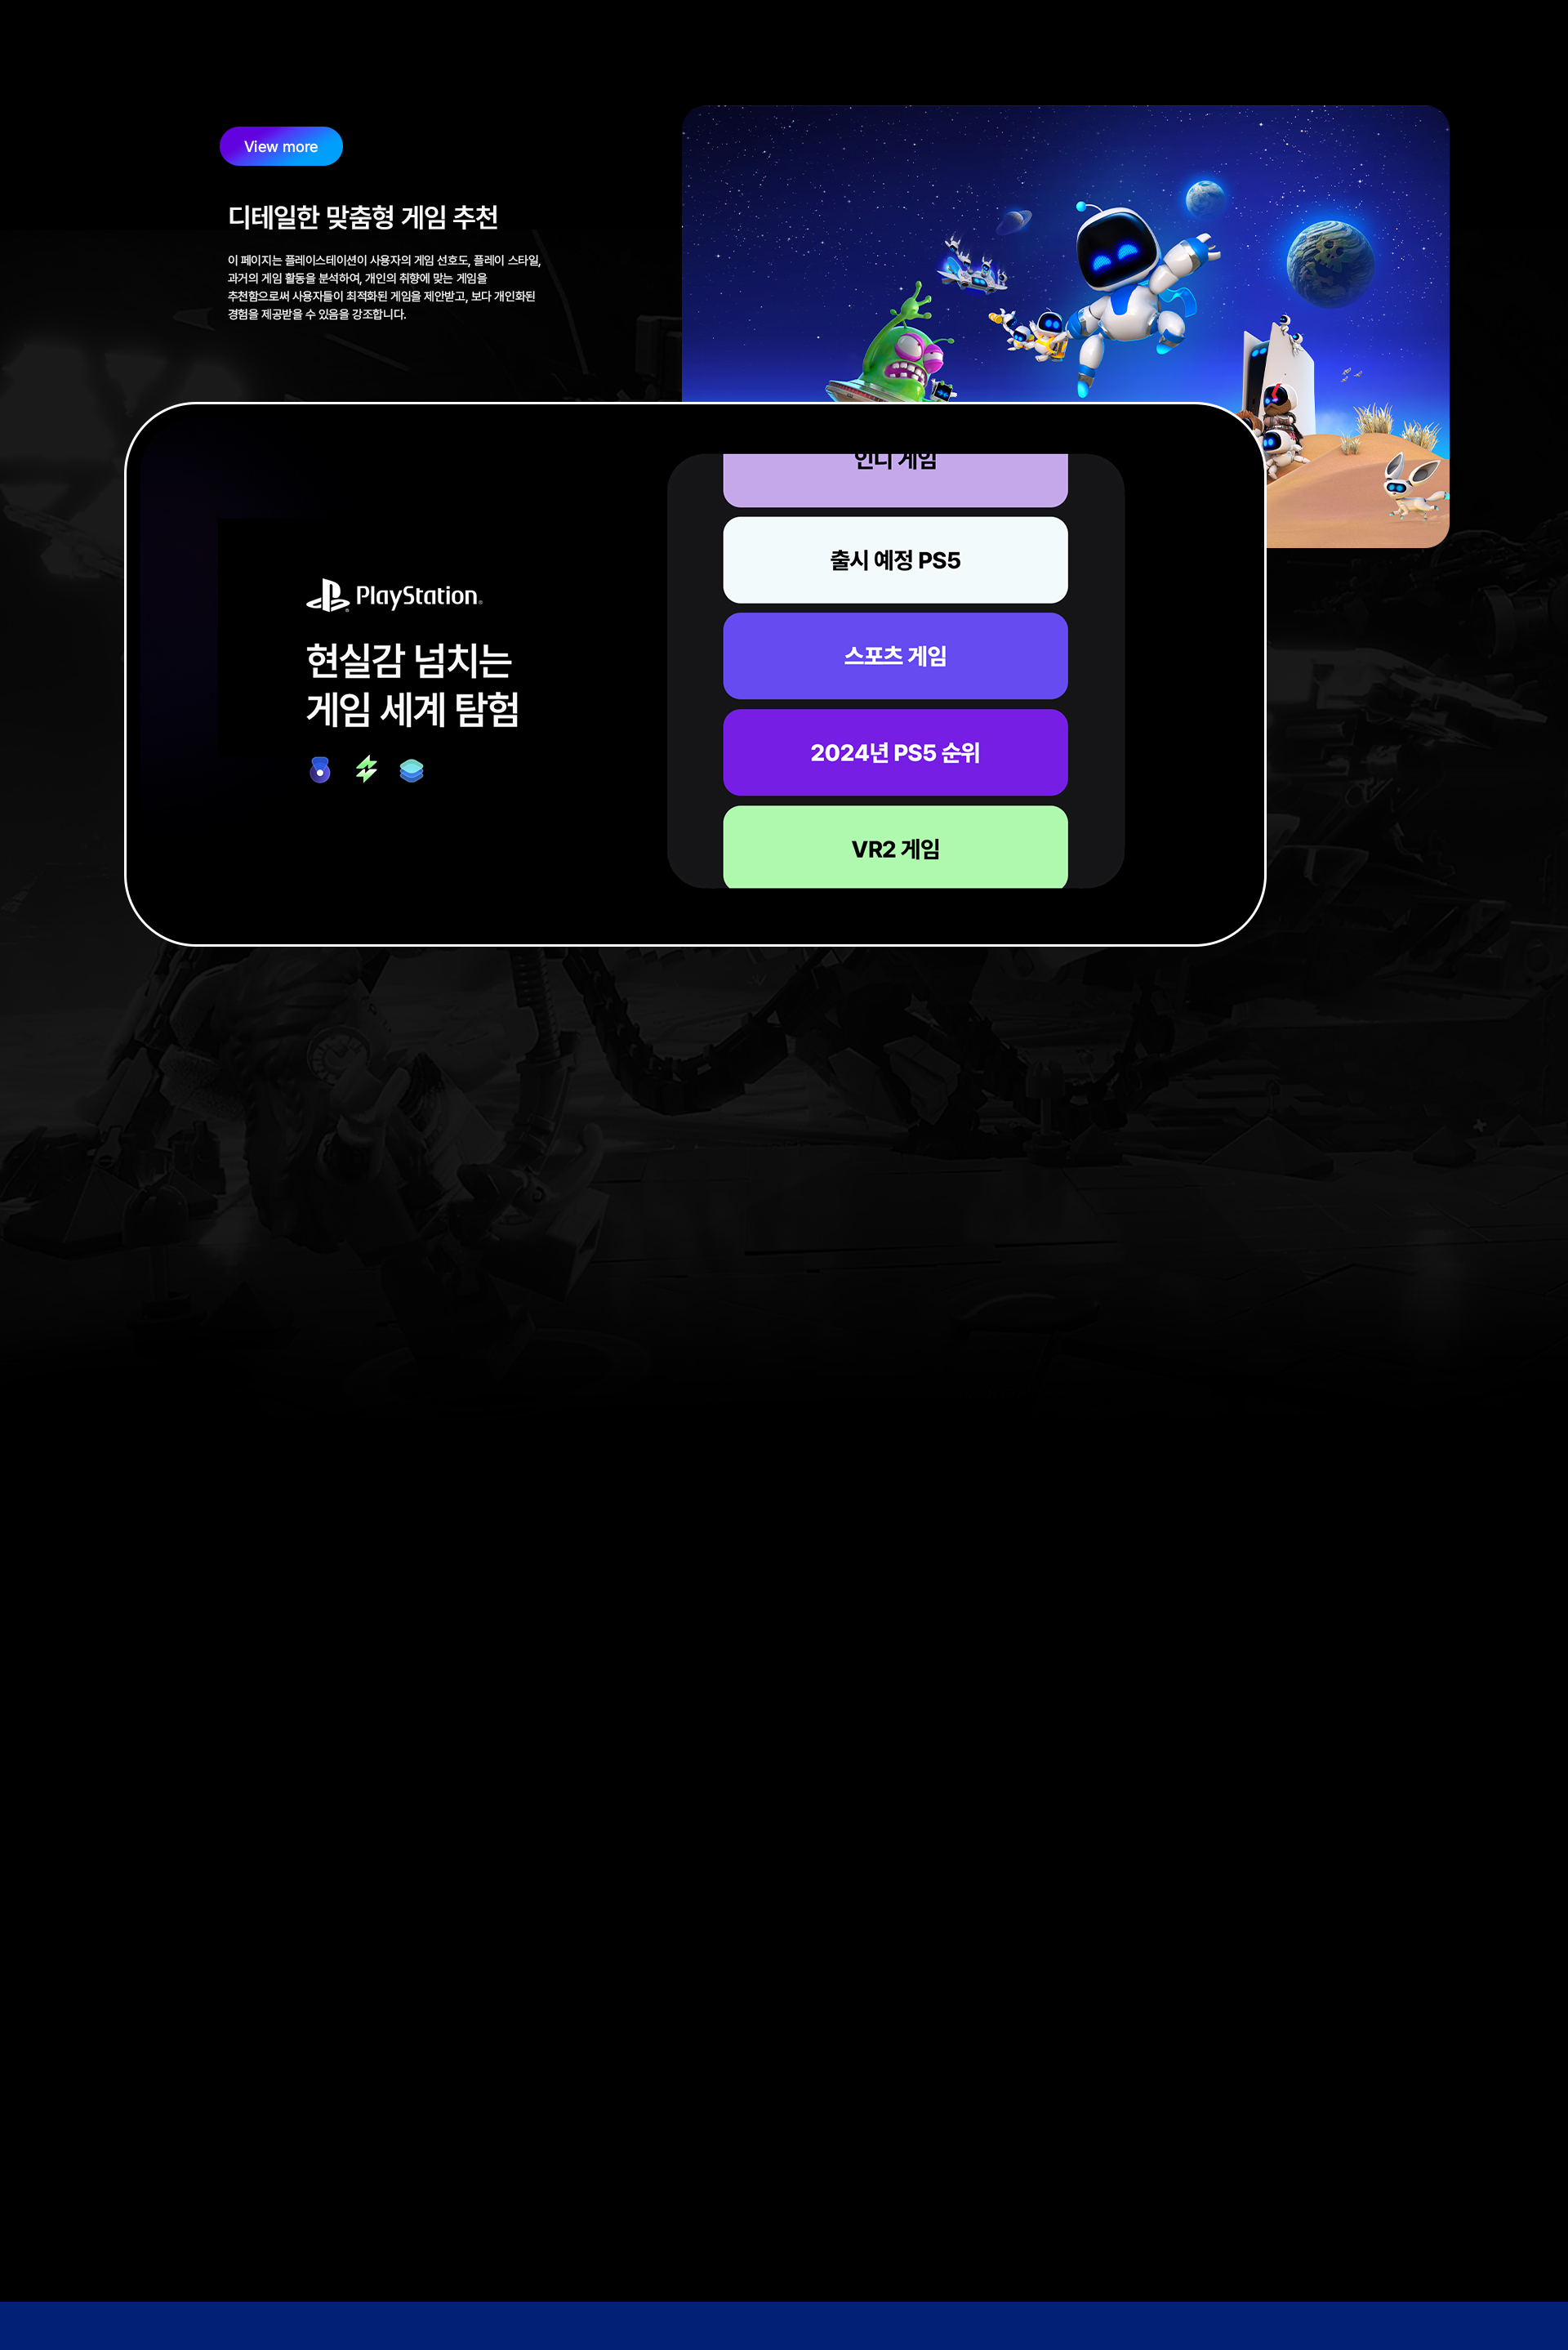 View more
디테일한 맞춤형 게임 추천
이 페이지는 플레이스테이션이 사용자의 게임 선호도, 플레이 스타일,
과거의 게임 활동을 분석하여, 개인의 취향에 맞는 게임을
추천함으로써 사용자들이 최적화된 게임을 제안받고, 보다 개인화된
경험을 제공받을 수 있음을 강조합니다.
PlayStation
현실감 넘치는
게임 세계 탐험
인디 게임
출시 예정 PS5
스포츠 게임
2024년 PS5 순위
VR2 게임